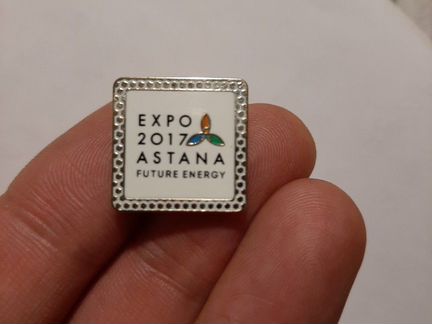 EXPO
2017
ASTANA
FUTURE ENERGY